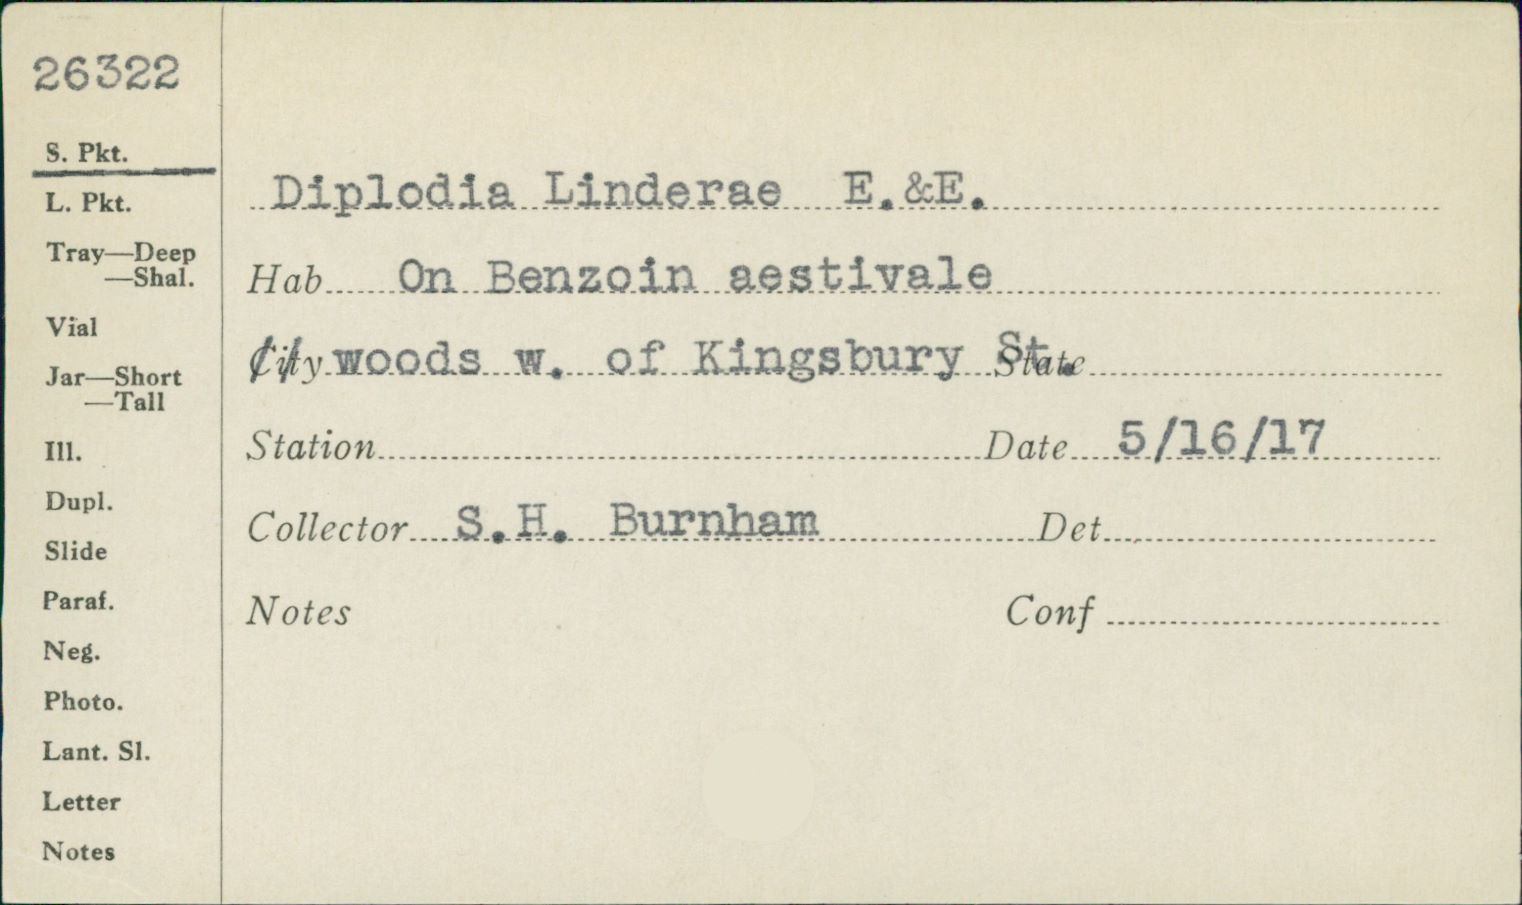 26322
S. Pkt.
L. Pkt.
Tray—Deep
—Shal.
Vial
Jar—Short
—Tall
Ill.
Dupl.
Slide
Paraf.
Neg.
Photo.
Lant. Sl.
Letter
Notes
Diplodia Linderae E.&E.
Hab On Benzoin aestivale
City woods w. of Kingsbury St. State
Station Date 5/16/17
Collector S.H. Burnham Det
Notes Conf